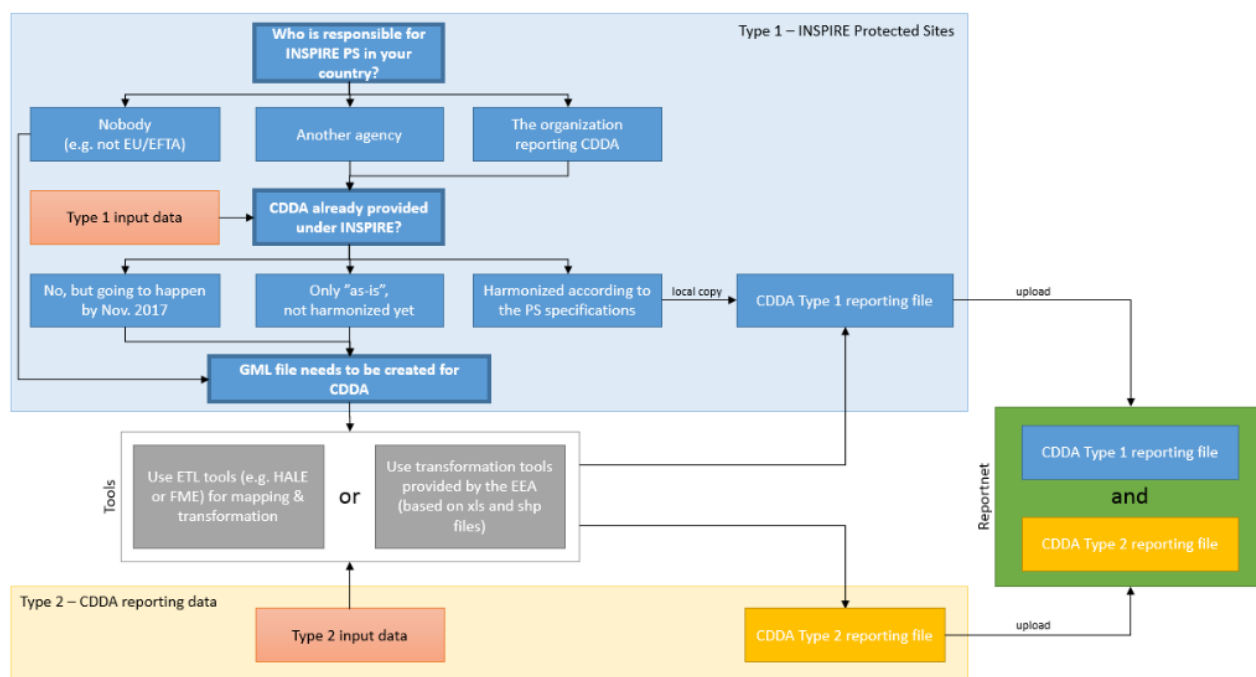 Type 1 – INSPIRE Protected Sites
Who is responsible for
INSPIRE PS in your
country?
Nobody
(e.g. not EU/EFTA)
Another agency
The organization
reporting CDDA
Type 1 input data
CDDA already provided
under INSPIRE?
No, but going to happen
by Nov. 2017
Only ”as-is”,
not harmonized yet
Harmonized according to
the PS specifications
local copy
CDDA Type 1 reporting file
upload
GML file needs to be created for
CDDA
Tools
Use ETL tools (e.g. HALE
or FME) for mapping &
transformation
or
Use transformation tools
provided by the EEA
(based on xls and shp
files)
Reportnet
CDDA Type 1 reporting file
and
CDDA Type 2 reporting file
Type 2 – CDDA reporting data
Type 2 input data
CDDA Type 2 reporting file
upload